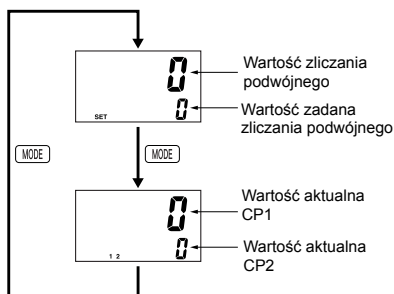 0
Wartość zliczania
podwójnego
SET
0
Wartość zadana
zliczania podwójnego
MODE
MODE
0
Wartość aktualna
CP1
1 2
0
Wartość aktualna
CP2